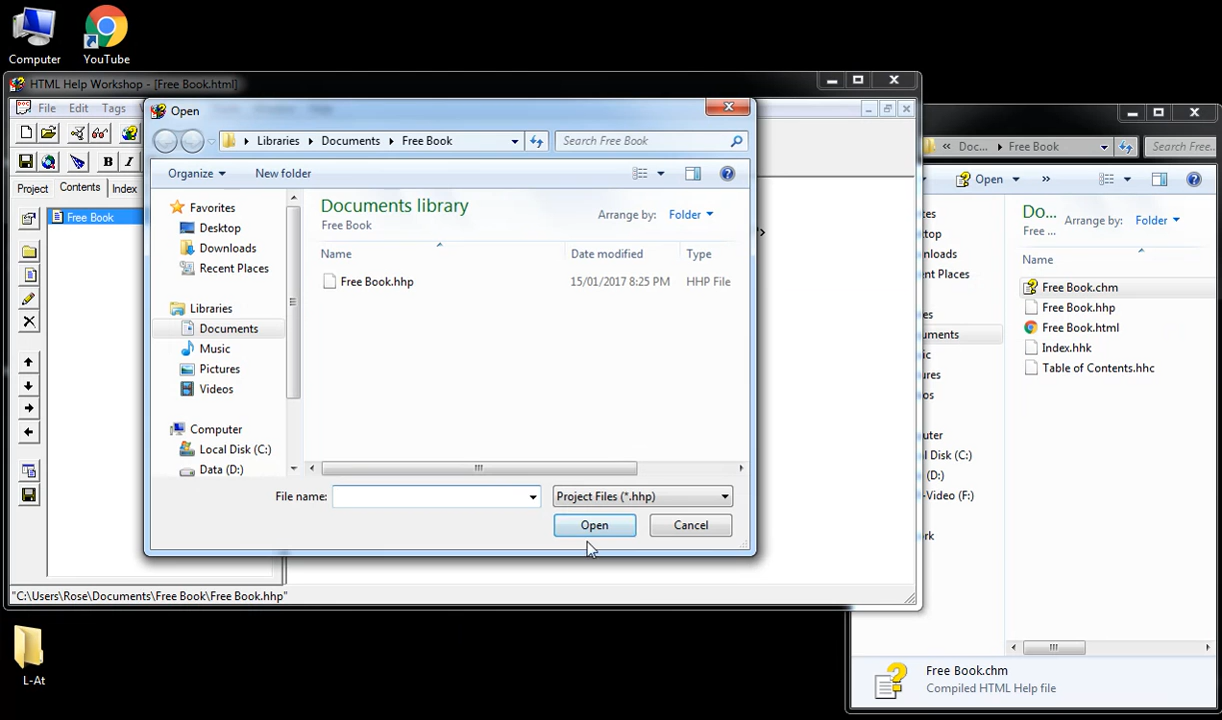 Computer
YouTube
HTML Help Workshop - [Free Book.html]
File Edit Tags
B I
Project Contents Index
Free Book
"C:\Users\Rose\Documents\Free Book\Free Book.hhp"
Open
Libraries Documents Free Book
Search Free Book
Organize New folder
Favorites
Desktop
Downloads
Recent Places
Libraries
Documents
Music
Pictures
Videos
Computer
Local Disk (C:)
Data (D:)
Documents library
Free Book
Arrange by: Folder
Name Date modified Type
Free Book.hhp 15/01/2017 8:25 PM HHP File
File name: Project Files (*.hhp)
Open Cancel
« Doc... Free Book Search Free...
Open »
Do...
Free ...
Arrange by: Folder
Name
Free Book.chm
Free Book.hhp
Free Book.html
Index.hhk
Table of Contents.hhc
Free Book.chm
Compiled HTML Help file
L-At